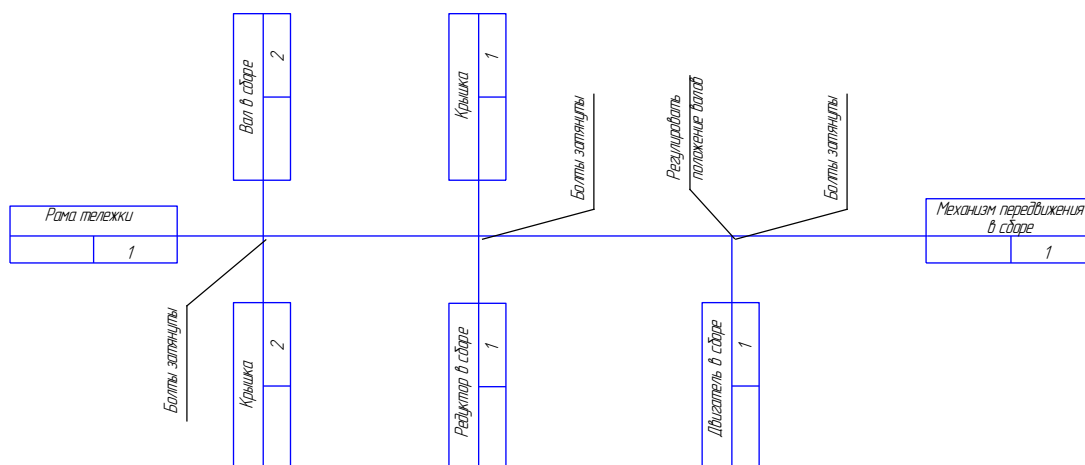 Вал в сборе
2
Крышка
1
Болты затянуты
Регулировать
положение валов
Болты затянуты
Рама тележки
1
Механизм передвижения
в сборе
1
Болты затянуты
Крышка
2
Редуктор в сборе
1
Двигатель в сборе
1